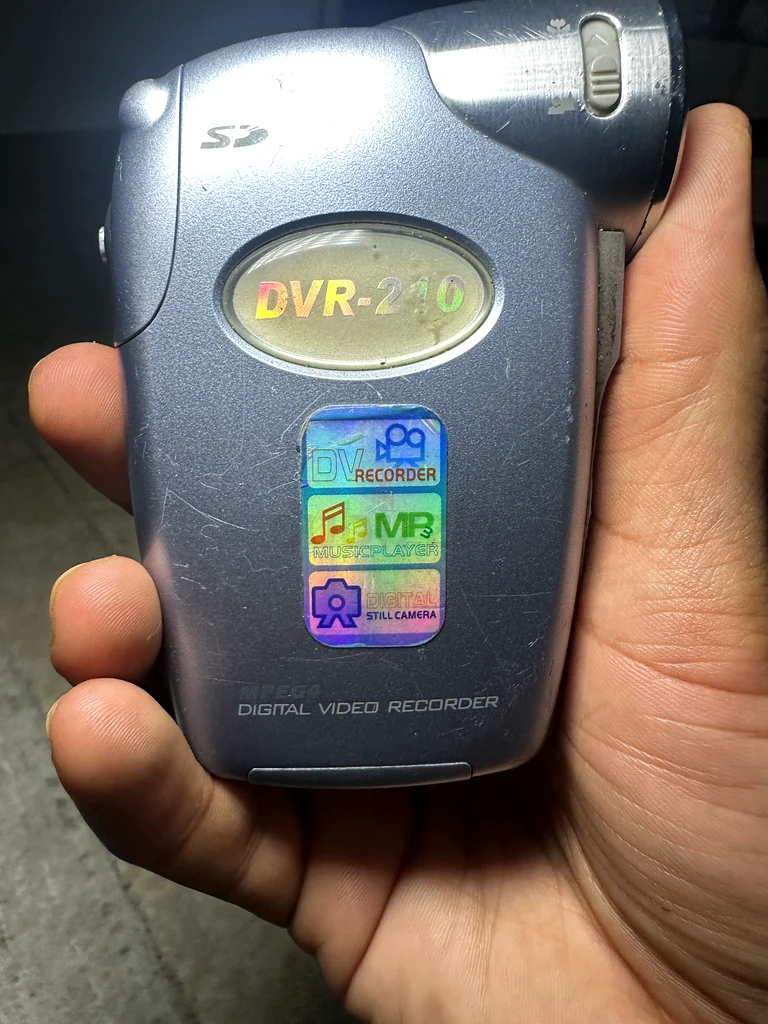 SD
DVR-210
DV
RECORDER
MP3
MUSICPLAYER
DIGITAL
STILL CAMERA
MPEG4
DIGITAL VIDEO RECORDER